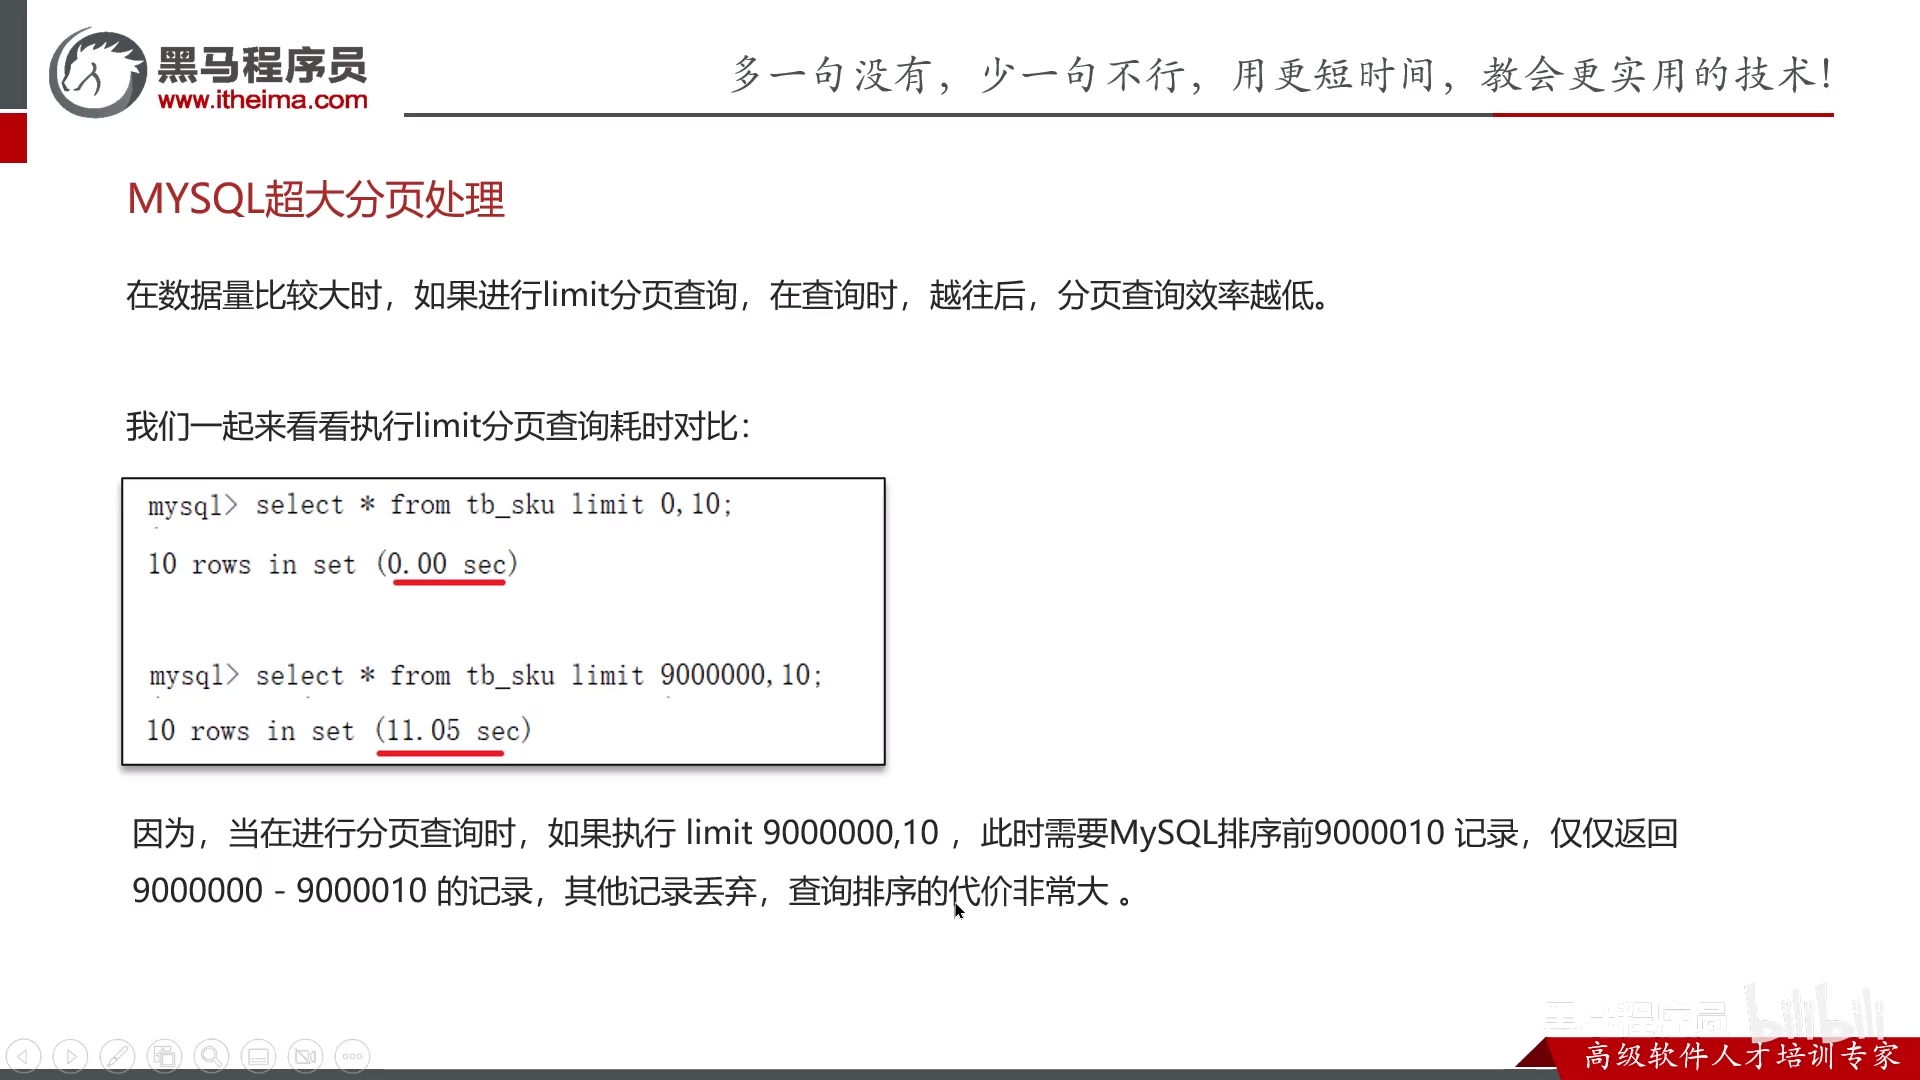 黑马程序员
www.itheima.com
多一句没有，少一句不行，用更短时间，教会更实用的技术！
MYSQL超大分页处理
在数据量比较大时，如果进行limit分页查询，在查询时，越往后，分页查询效率越低。
我们一起来看看执行limit分页查询耗时对比：
mysql> select * from tb_sku limit 0,10;
10 rows in set (0.00 sec)
mysql> select * from tb_sku limit 9000000,10;
10 rows in set (11.05 sec)
因为，当在进行分页查询时，如果执行 limit 9000000,10 ，此时需要MySQL排序前9000010 记录，仅仅返回
9000000 - 9000010 的记录，其他记录丢弃，查询排序的代价非常大 。
黑马程序员 bilibili
高级软件人才培训专家